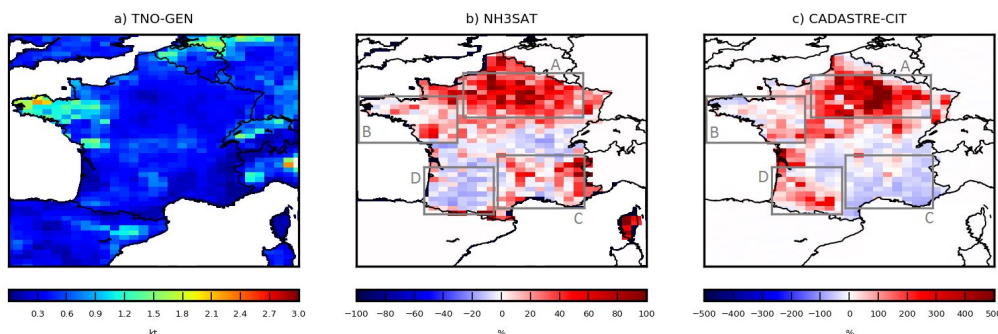 a) TNO-GEN
b) NH3SAT
c) CADASTRE-CIT
A
B
D
C
A
B
D
C
0.3 0.6 0.9 1.2 1.5 1.8 2.1 2.4 2.7 3.0
−100 −80 −60 −40 −20 0 20 40 60 80 100
−500 −400 −300 −200 −100 0 100 200 300 400 500
kt
%
%